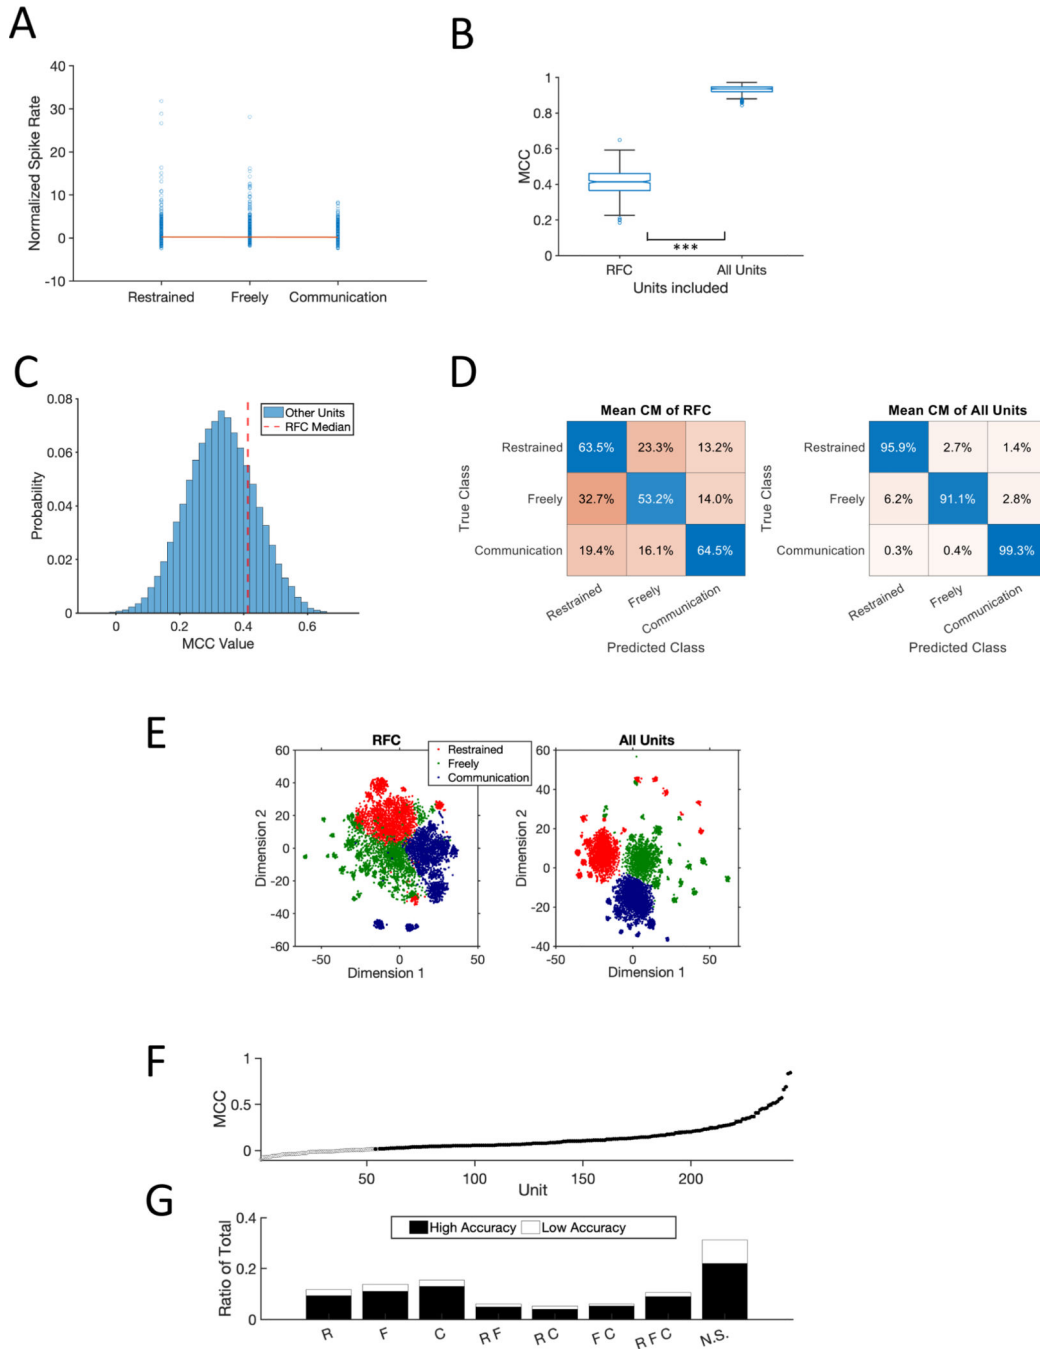 A
Normalized Spike Rate
40
30
20
10
0
-10
Restrained
Freely
Communication
B
MCC
1
0.8
0.6
0.4
0.2
0
***
RFC
All Units
Units included
C
Probability
0.08
0.06
0.04
0.02
0
Other Units
RFC Median
0
0.2
0.4
0.6
MCC Value
D
Mean CM of RFC
True Class
Restrained
63.5%
23.3%
13.2%
Freely
32.7%
53.2%
14.0%
Communication
19.4%
16.1%
64.5%
Restrained
Freely
Communication
Predicted Class
Mean CM of All Units
True Class
Restrained
95.9%
2.7%
1.4%
Freely
6.2%
91.1%
2.8%
Communication
0.3%
0.4%
99.3%
Restrained
Freely
Communication
Predicted Class
E
RFC
Restrained
Freely
Communication
Dimension 2
60
40
20
0
-20
-40
-60
-50
0
50
Dimension 1
All Units
Dimension 2
60
40
20
0
-20
-40
-50
0
50
Dimension 1
F
MCC
1
0.5
0
50
100
150
200
Unit
G
Ratio of Total
0.4
0.2
0
High Accuracy
Low Accuracy
R
F
C
R F
R C
F C
R F C
N.S.